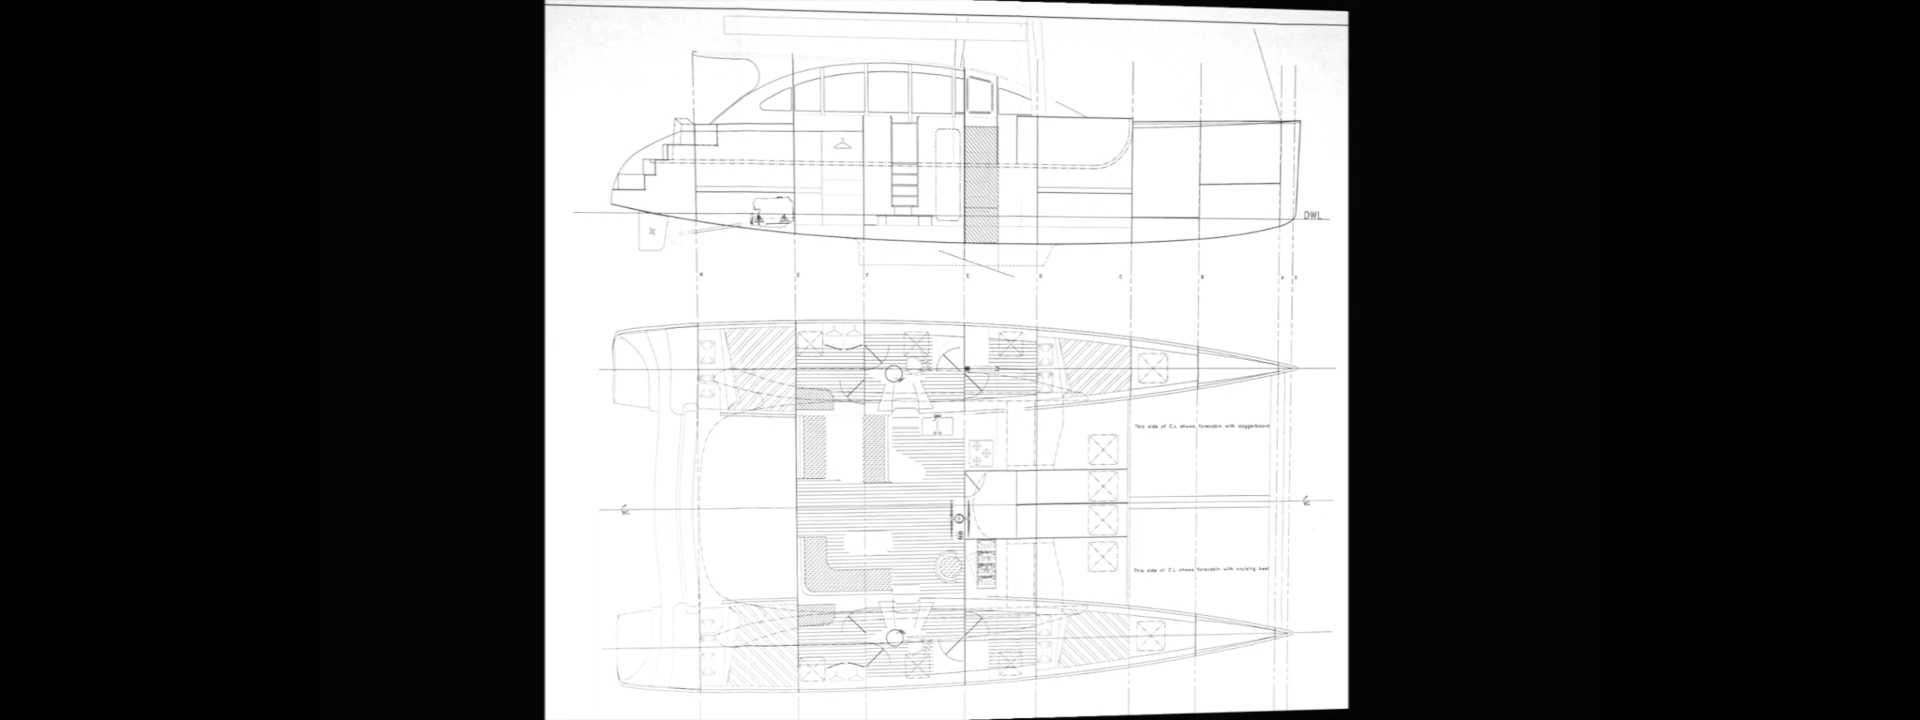 DWL
H G F E D C B A X
This side of C.L shows forecabin with daggerboard
This side of C.L shows forecabin with cruising keel